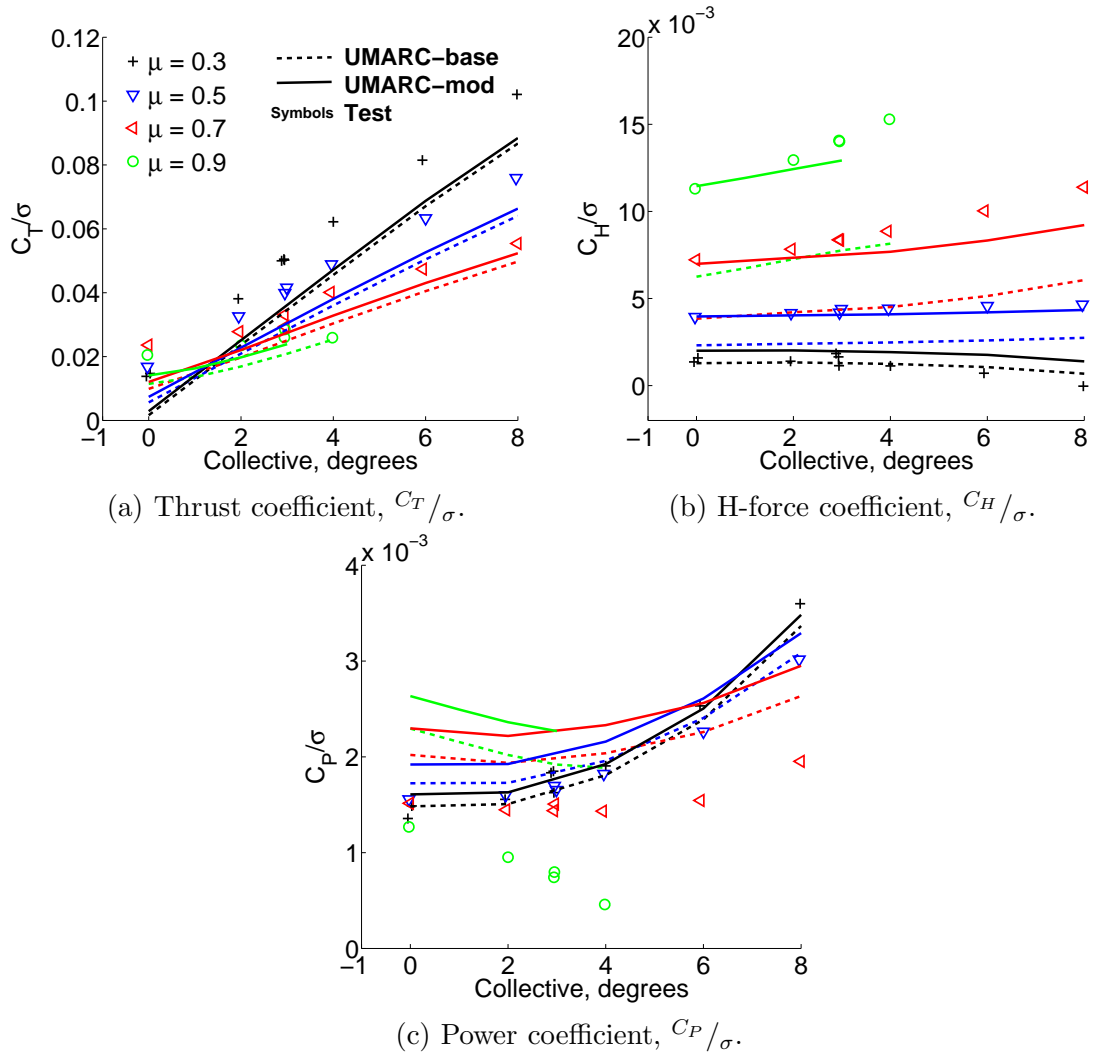 0.12
0.1
0.08
0.06
0.04
0.02
0
C_T/σ
μ = 0.3
μ = 0.5
μ = 0.7
μ = 0.9
UMARC−base
UMARC−mod
Symbols Test
−1 0 2 4 6 8
Collective, degrees
(a) Thrust coefficient, C_T/σ.
x 10⁻³
20
15
10
5
0
C_H/σ
−1 0 2 4 6 8
Collective, degrees
(b) H-force coefficient, C_H/σ.
x 10⁻³
4
3
2
1
0
C_P/σ
−1 0 2 4 6 8
Collective, degrees
(c) Power coefficient, C_P/σ.